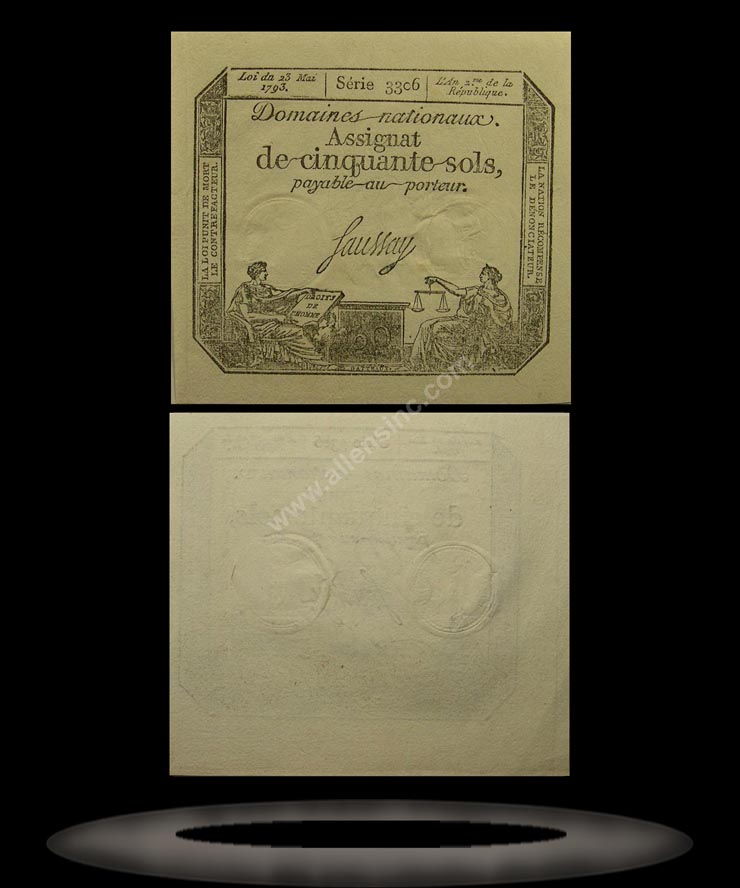 Loi du 23 Mai
1793.
Série 3306
L'An 2.me de la
République.
Domaines nationaux.
Assignat
de cinquante sols,
payable au porteur.
LA LOI PUNIT DE MORT
LE CONTREFACTEUR.
LA NATION RÉCOMPENSE
LE DÉNONCIATEUR.
Saussay
DROITS
DE
L'HOMME
www.allensinc.com